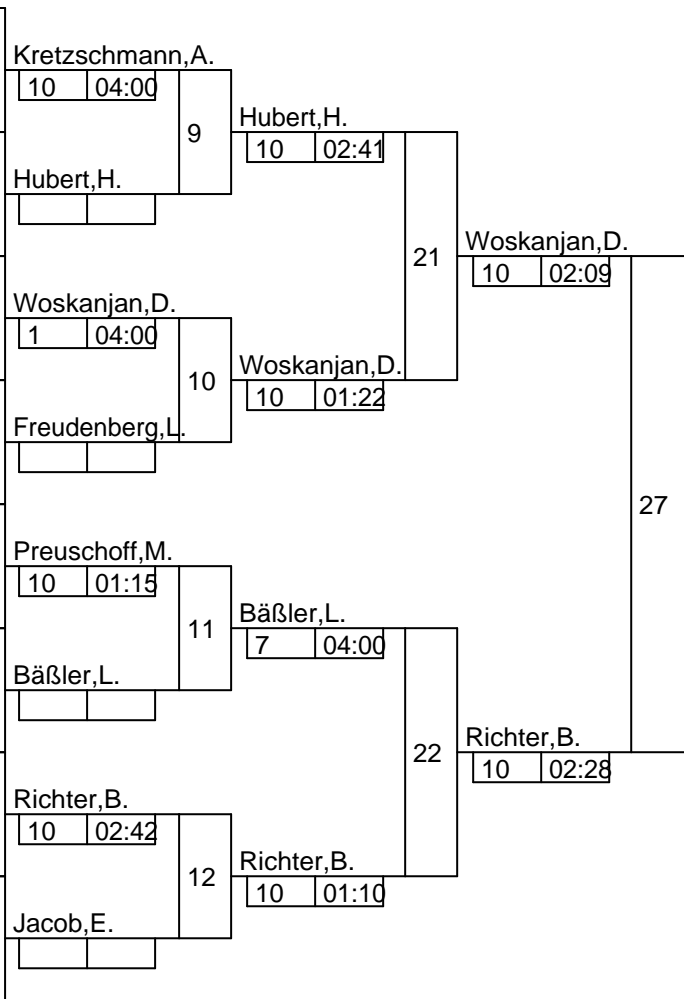 Kretzschmann,A.
10 04:00
Hubert,H.
9
10 02:41
Hubert,H.
21
Woskanjan,D.
10 02:09
Woskanjan,D.
1 04:00
10
Woskanjan,D.
10 01:22
Freudenberg,L.
27
Preuschoff,M.
10 01:15
11
Bäßler,L.
7 04:00
Bäßler,L.
22
Richter,B.
10 02:28
Richter,B.
10 02:42
12
Richter,B.
10 01:10
Jacob,E.